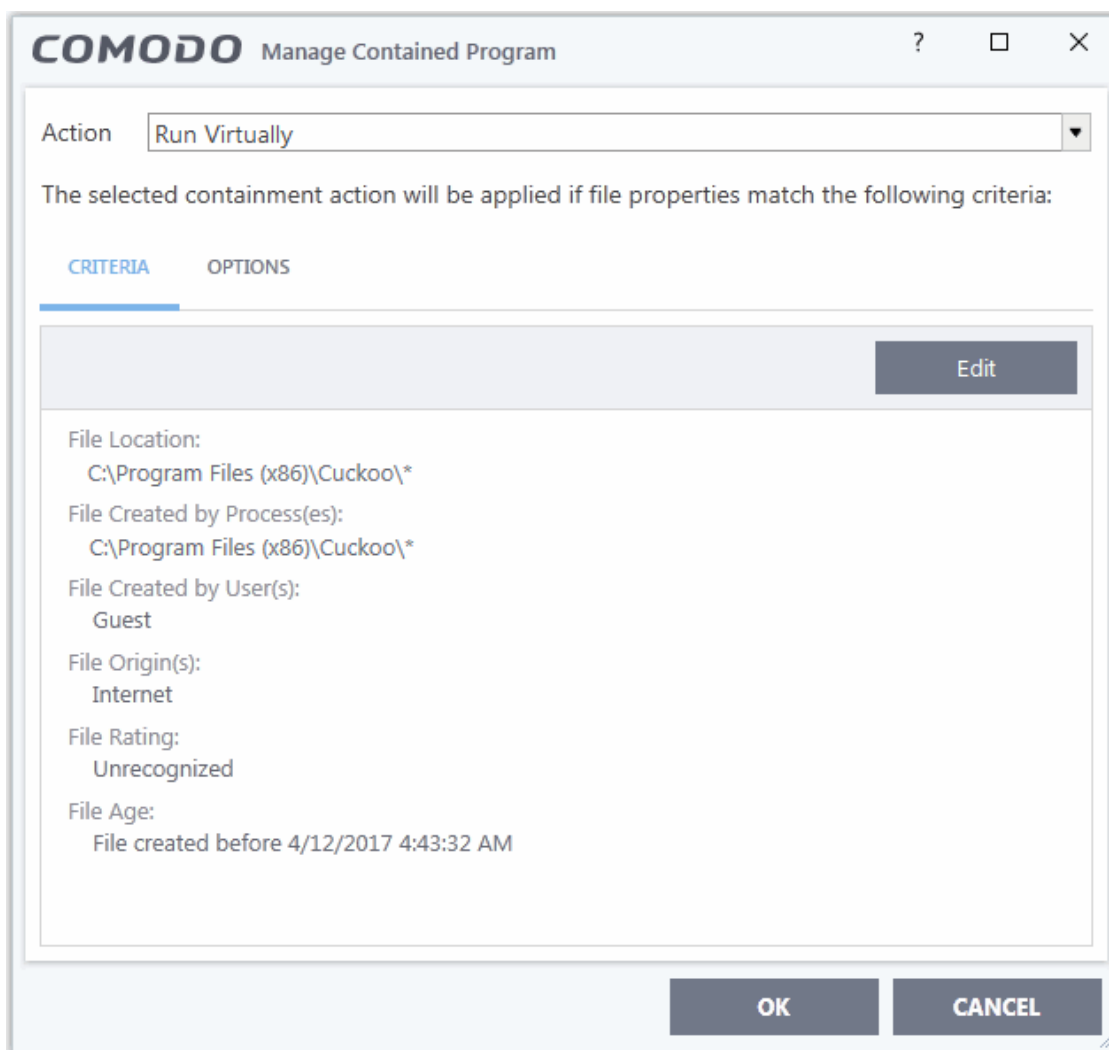 COMODO Manage Contained Program ?
Action Run Virtually
The selected containment action will be applied if file properties match the following criteria:
CRITERIA OPTIONS
Edit
File Location:
C:\Program Files (x86)\Cuckoo\*
File Created by Process(es):
C:\Program Files (x86)\Cuckoo\*
File Created by User(s):
Guest
File Origin(s):
Internet
File Rating:
Unrecognized
File Age:
File created before 4/12/2017 4:43:32 AM
OK CANCEL